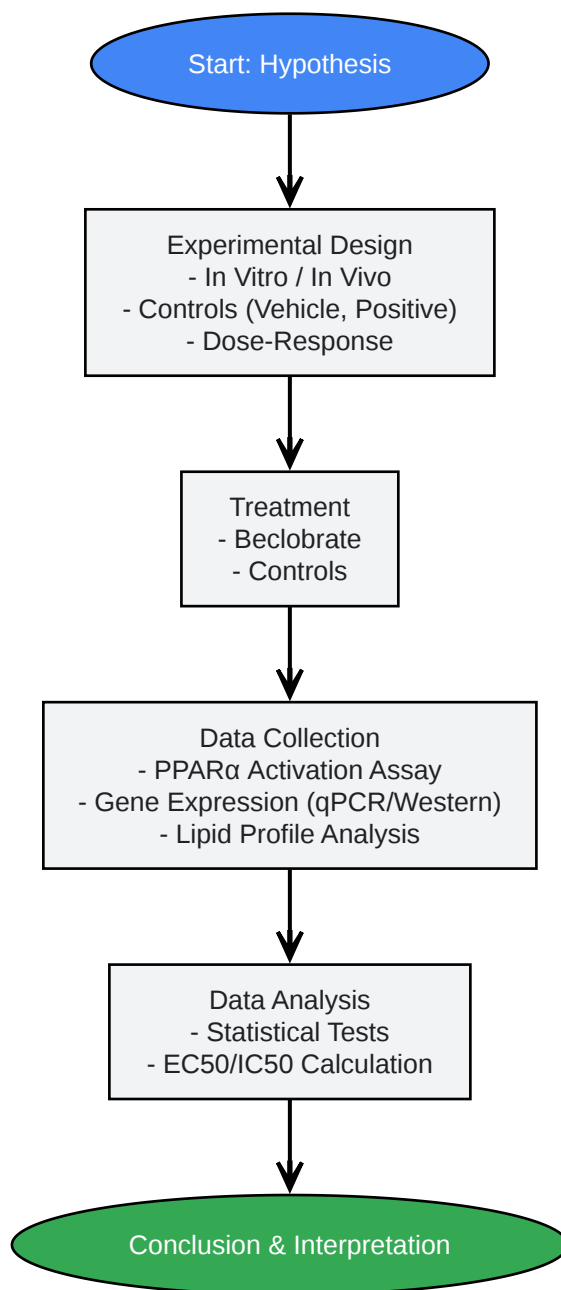 Start: Hypothesis
Experimental Design
- In Vitro / In Vivo
- Controls (Vehicle, Positive)
- Dose-Response
Treatment
- Beclobrate
- Controls
Data Collection
- PPARα Activation Assay
- Gene Expression (qPCR/Western)
- Lipid Profile Analysis
Data Analysis
- Statistical Tests
- EC50/IC50 Calculation
Conclusion & Interpretation